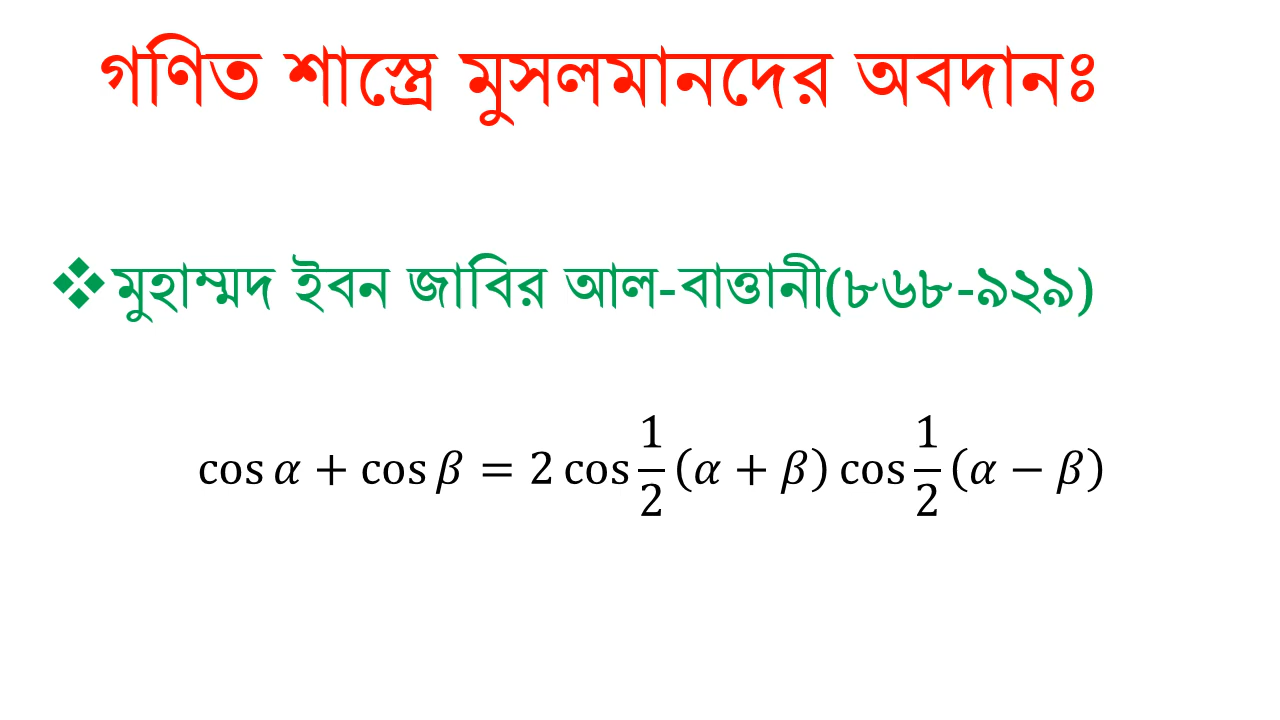 গণিত শাস্ত্রে মুসলমানদের অবদানঃ
❖মুহাম্মদ ইবন জাবির আল-বাত্তানী(৮৬৮-৯২৯)
cos α + cos β = 2 cos 1/2 (α + β) cos 1/2 (α − β)